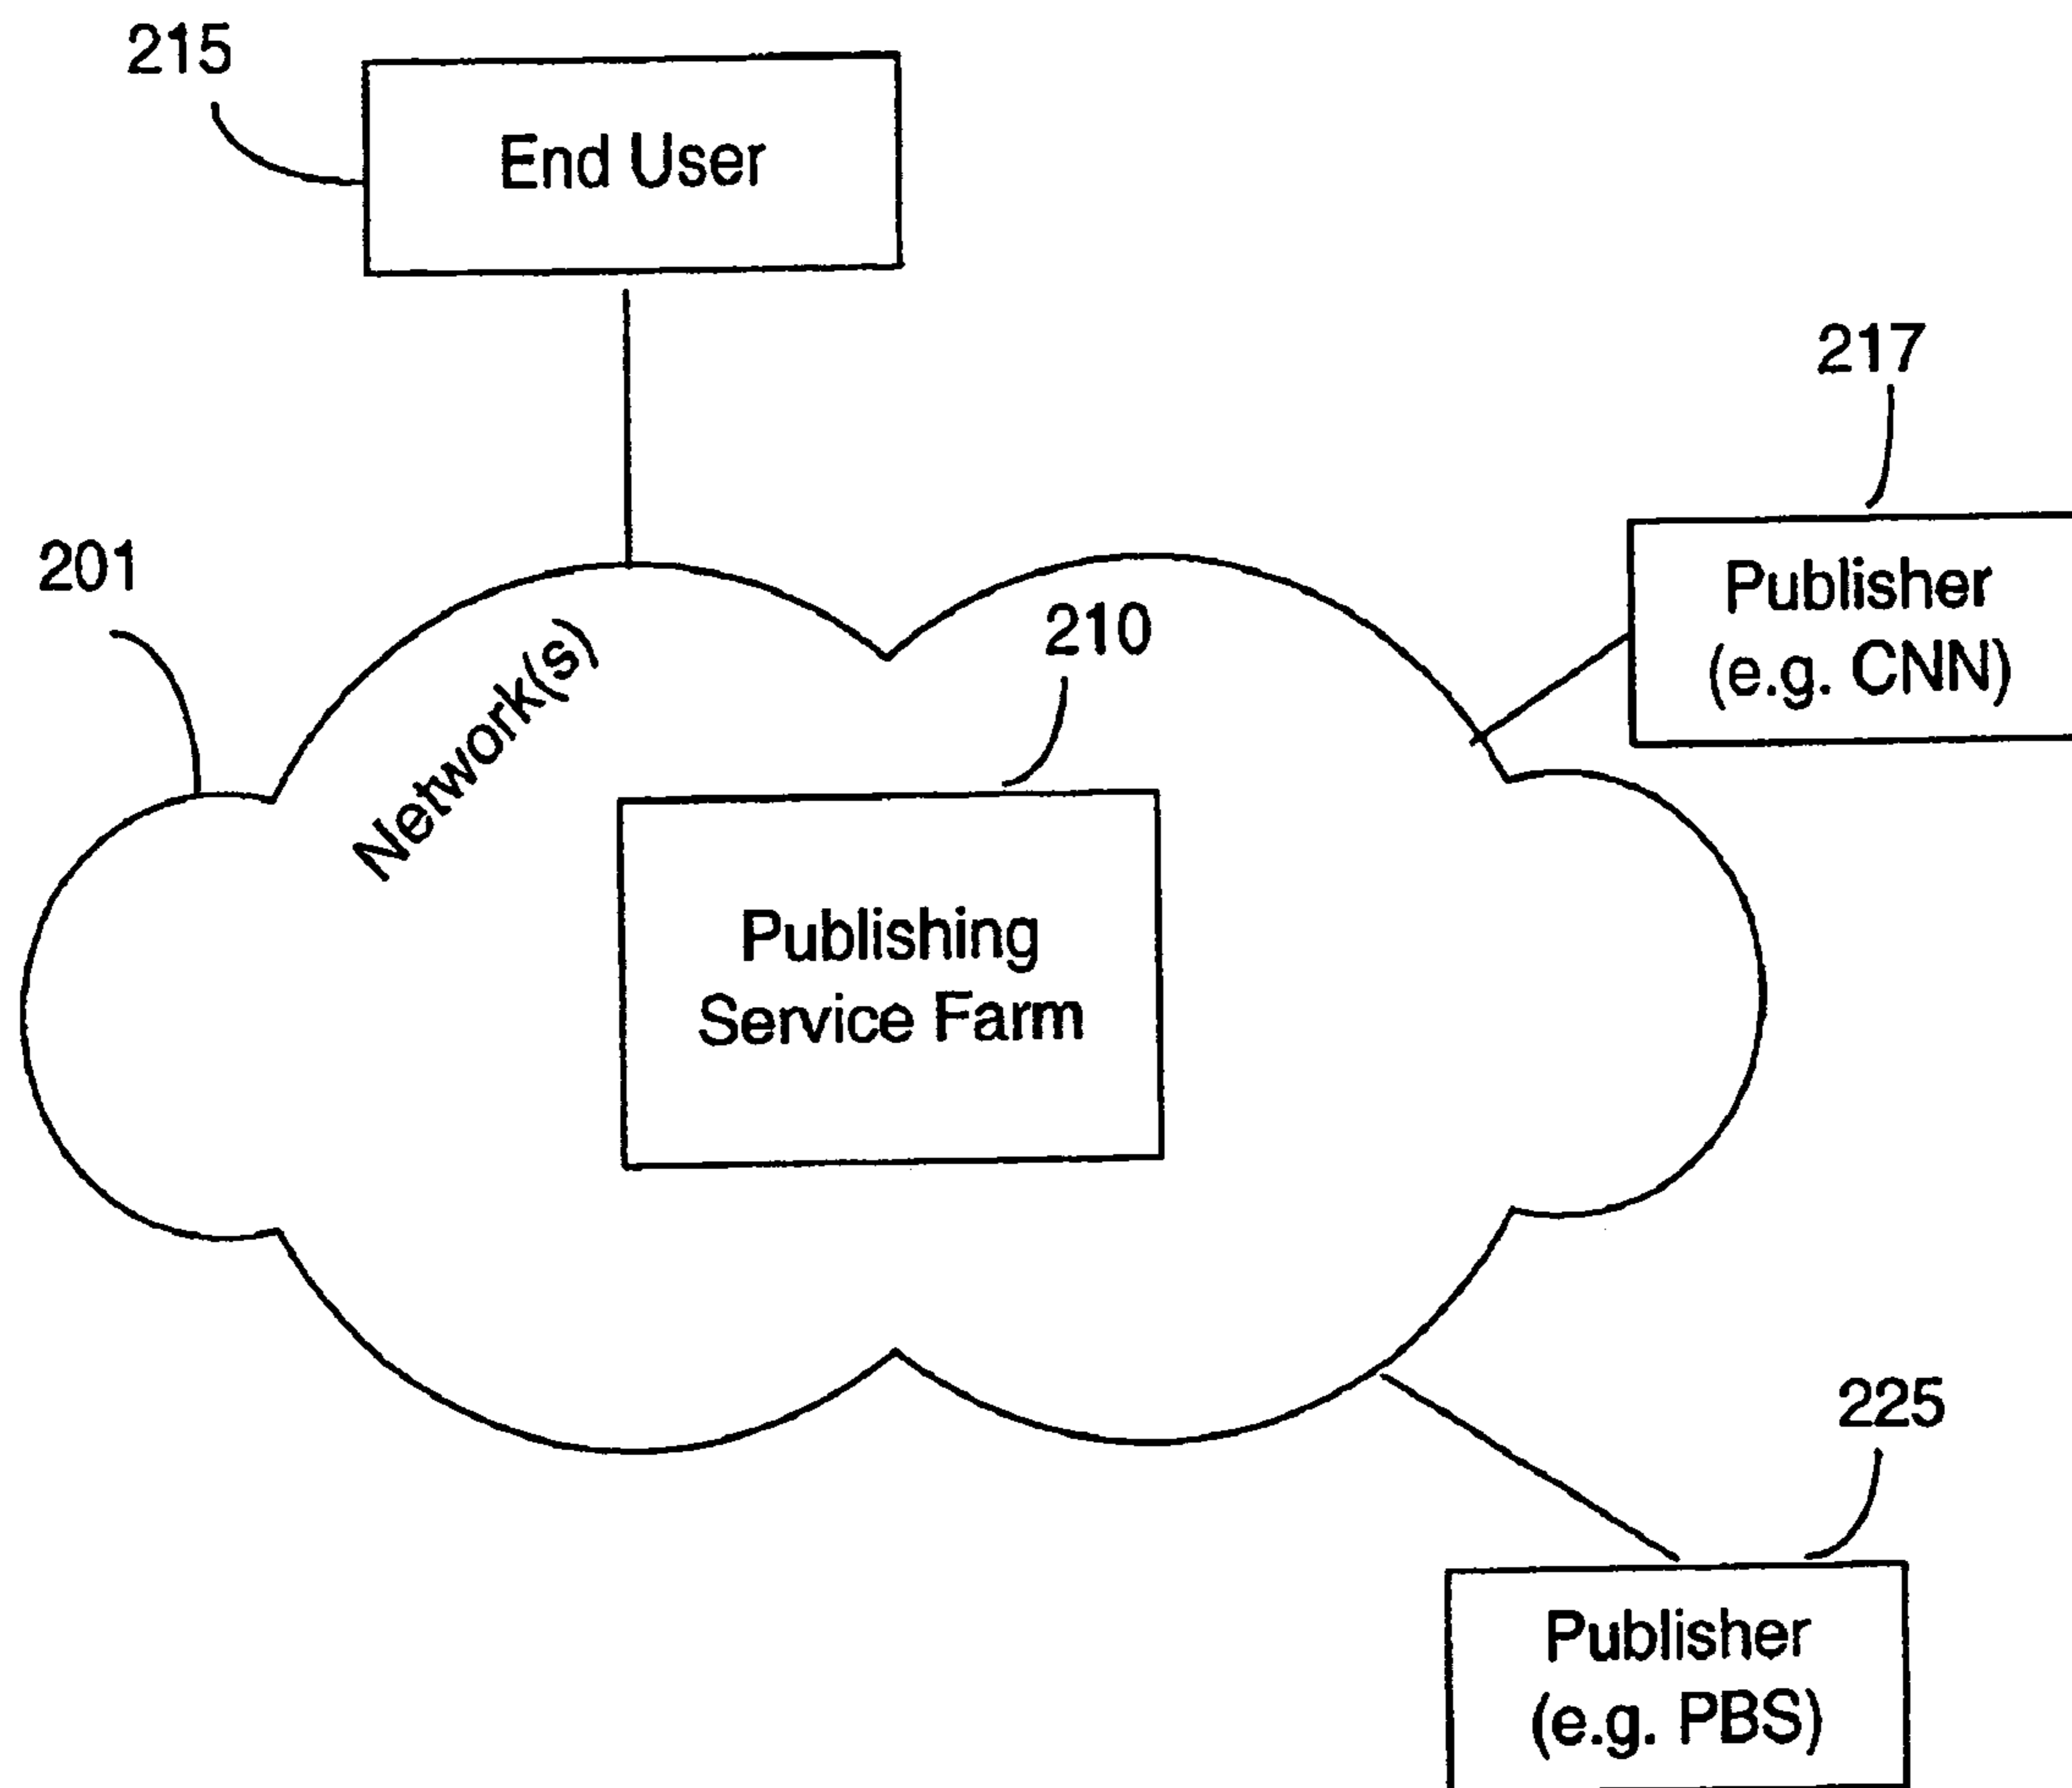 215
End User
217
201
Publisher
(e.g. CNN)
210
Network(s)
Publishing
Service Farm
225
Publisher
(e.g. PBS)